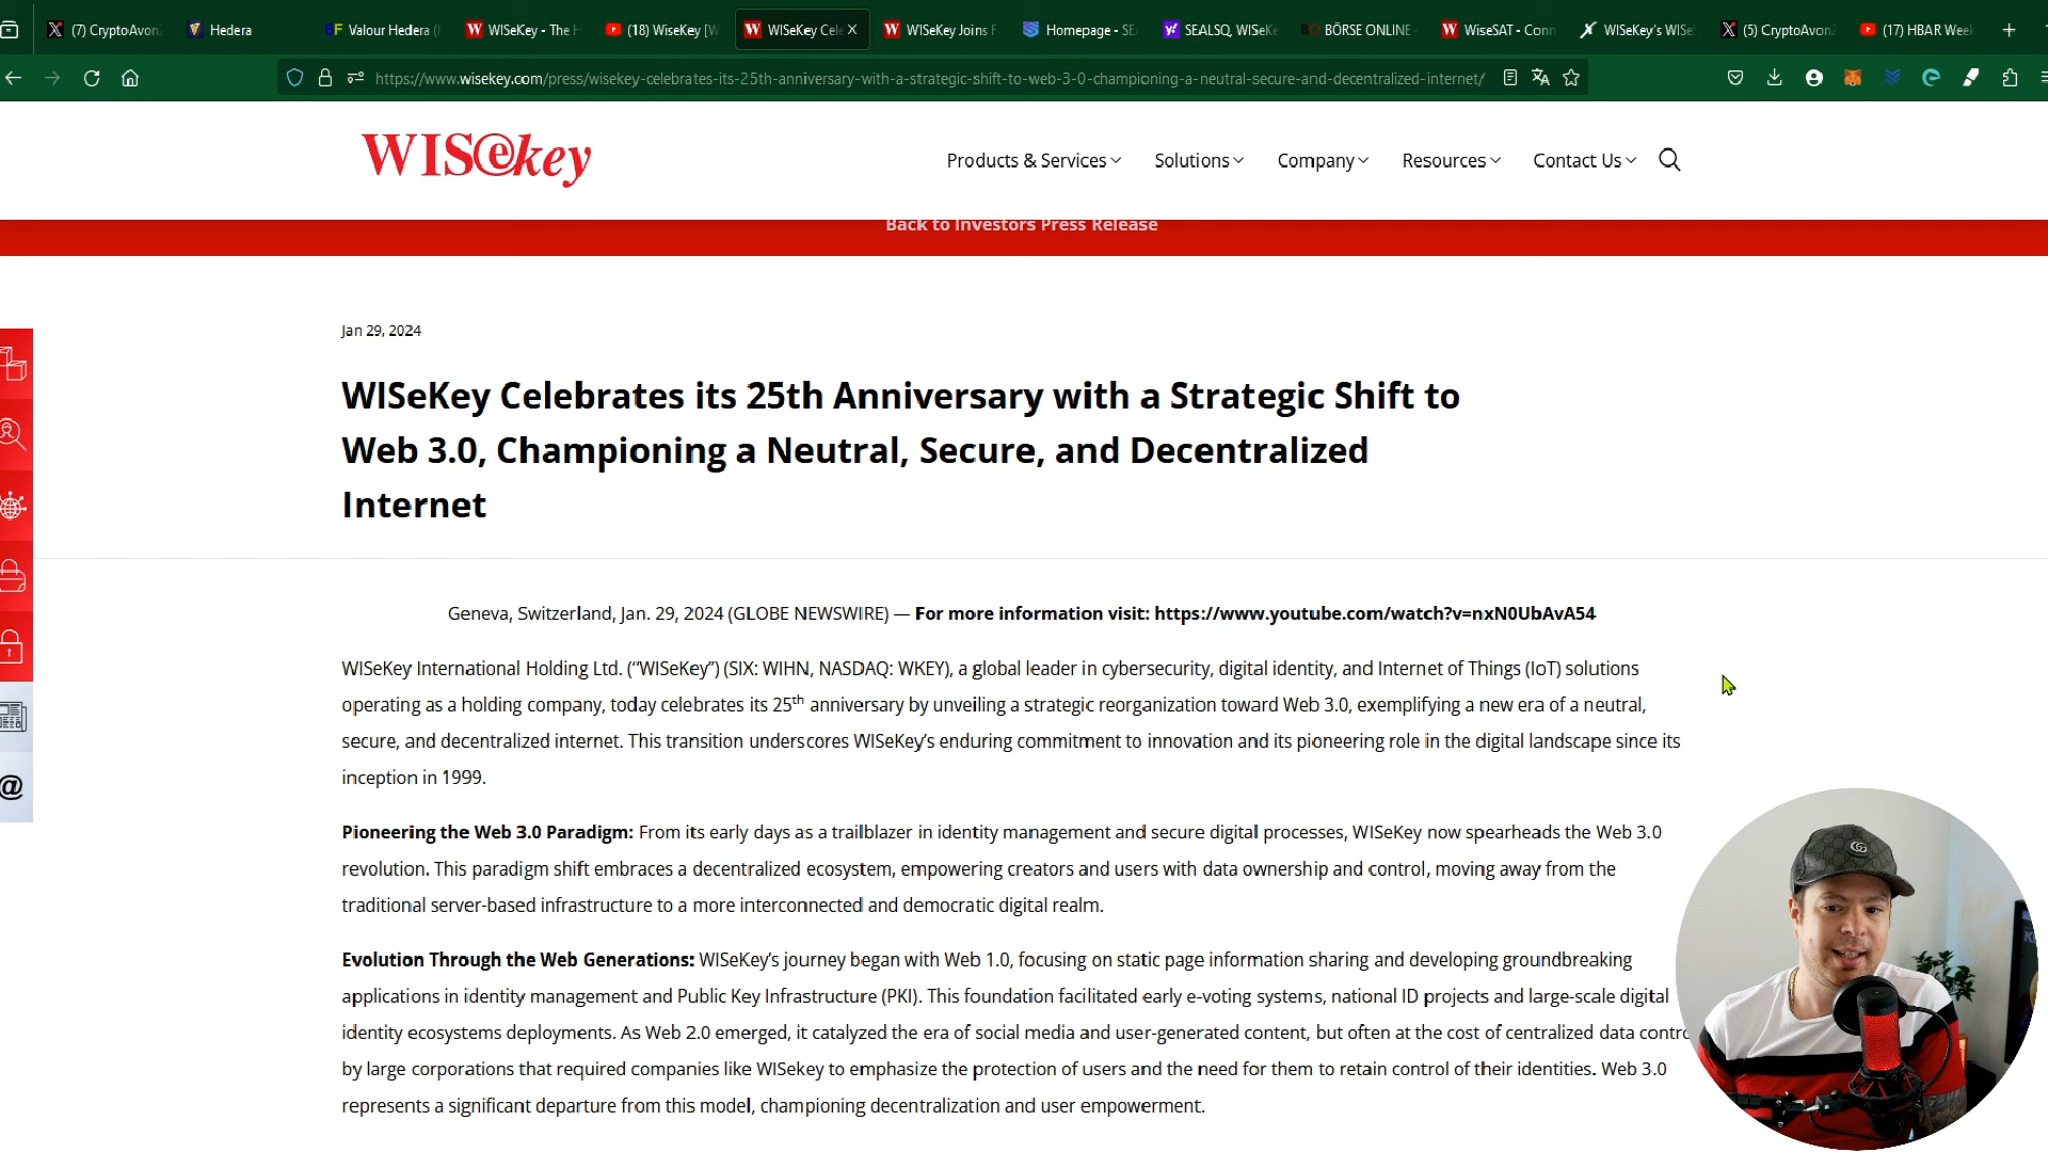 (7) CryptoAvon
Hedera
Valour Hedera (
WISeKey - The H
(18) WiseKey [W
WISeKey Cel
WISeKey Joins F
Homepage - SE
SEALSQ, WISeKe
BÖRSE ONLINE
WiseSAT - Conn
WISeKey's WISe
(5) CryptoAvon
(17) HBAR Week
https://www.wisekey.com/press/wisekey-celebrates-its-25th-anniversary-with-a-strategic-shift-to-web-3-0-championing-a-neutral-secure-and-decentralized-internet/
WISekey
Products & Services
Solutions
Company
Resources
Contact Us
Back to Investors Press Release
Jan 29, 2024
WISeKey Celebrates its 25th Anniversary with a Strategic Shift to
Web 3.0, Championing a Neutral, Secure, and Decentralized
Internet
Geneva, Switzerland, Jan. 29, 2024 (GLOBE NEWSWIRE) — For more information visit: https://www.youtube.com/watch?v=nxN0UbAvA54
WISeKey International Holding Ltd. (“WISeKey”) (SIX: WIHN, NASDAQ: WKEY), a global leader in cybersecurity, digital identity, and Internet of Things (IoT) solutions
operating as a holding company, today celebrates its 25th anniversary by unveiling a strategic reorganization toward Web 3.0, exemplifying a new era of a neutral,
secure, and decentralized internet. This transition underscores WISeKey’s enduring commitment to innovation and its pioneering role in the digital landscape since its
inception in 1999.
Pioneering the Web 3.0 Paradigm: From its early days as a trailblazer in identity management and secure digital processes, WISeKey now spearheads the Web 3.0
revolution. This paradigm shift embraces a decentralized ecosystem, empowering creators and users with data ownership and control, moving away from the
traditional server-based infrastructure to a more interconnected and democratic digital realm.
Evolution Through the Web Generations: WISeKey’s journey began with Web 1.0, focusing on static page information sharing and developing groundbreaking
applications in identity management and Public Key Infrastructure (PKI). This foundation facilitated early e-voting systems, national ID projects and large-scale digital
identity ecosystems deployments. As Web 2.0 emerged, it catalyzed the era of social media and user-generated content, but often at the cost of centralized data contro
by large corporations that required companies like WISekey to emphasize the protection of users and the need for them to retain control of their identities. Web 3.0
represents a significant departure from this model, championing decentralization and user empowerment.